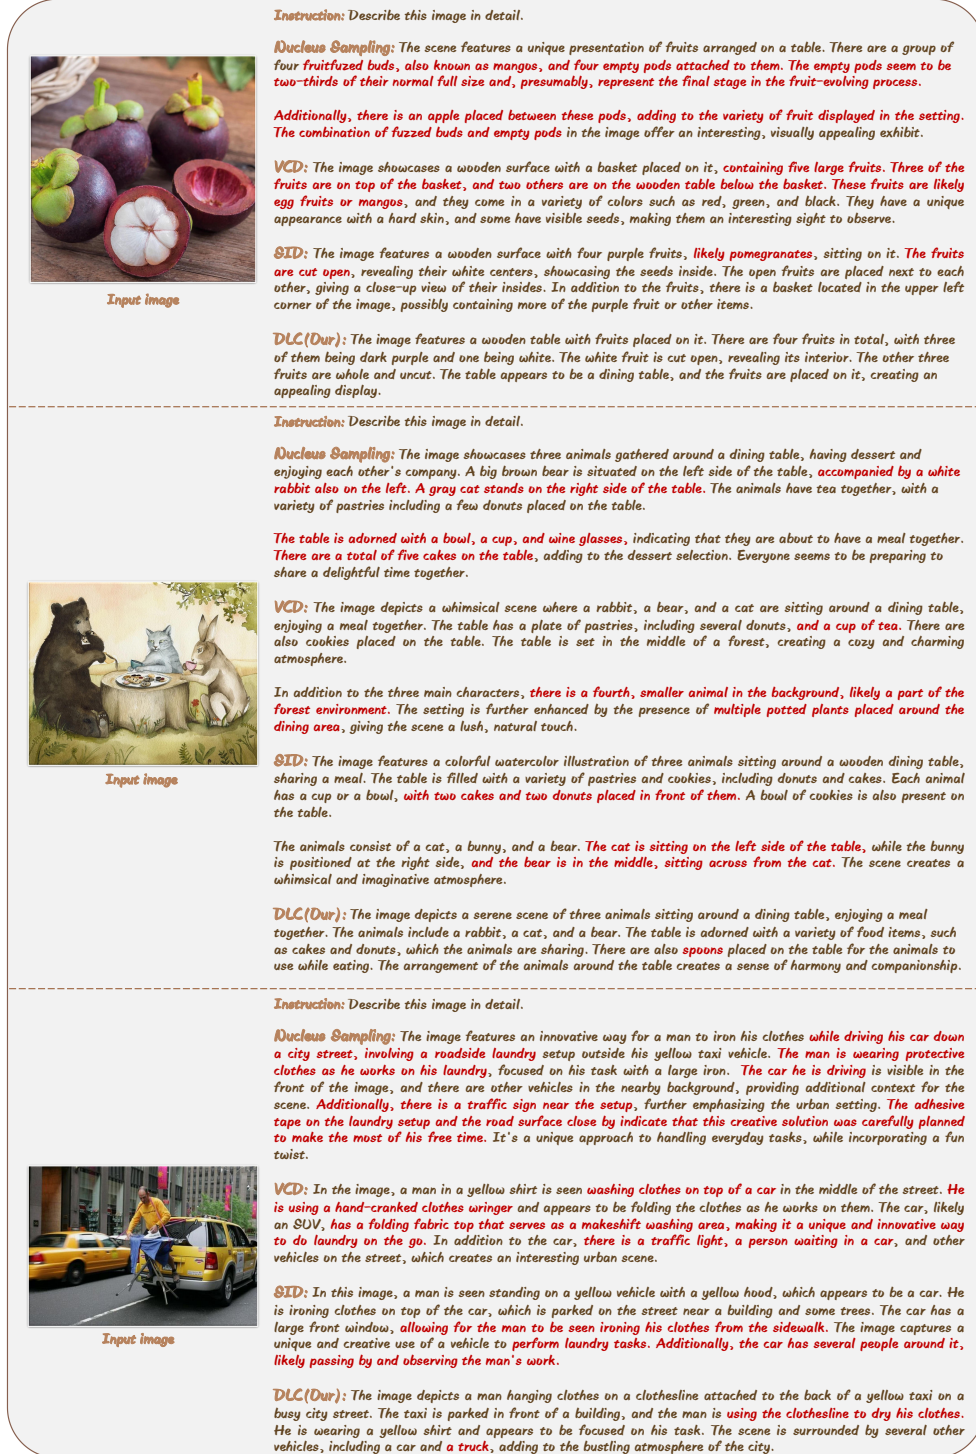 Instruction: Describe this image in detail.
Nucleus Sampling: The scene features a unique presentation of fruits arranged on a table. There are a group of
four fruitfuzed buds, also known as mangos, and four empty pods attached to them. The empty pods seem to be
two-thirds of their normal full size and, presumably, represent the final stage in the fruit-evolving process.
Additionally, there is an apple placed between these pods, adding to the variety of fruit displayed in the setting.
The combination of fuzzed buds and empty pods in the image offer an interesting, visually appealing exhibit.
VCD: The image showcases a wooden surface with a basket placed on it, containing five large fruits. Three of the
fruits are on top of the basket, and two others are on the wooden table below the basket. These fruits are likely
egg fruits or mangos, and they come in a variety of colors such as red, green, and black. They have a unique
appearance with a hard skin, and some have visible seeds, making them an interesting sight to observe.
SID: The image features a wooden surface with four purple fruits, likely pomegranates, sitting on it. The fruits
are cut open, revealing their white centers, showcasing the seeds inside. The open fruits are placed next to each
other, giving a close-up view of their insides. In addition to the fruits, there is a basket located in the upper left
corner of the image, possibly containing more of the purple fruit or other items.
Input image
DLC(Our): The image features a wooden table with fruits placed on it. There are four fruits in total, with three
of them being dark purple and one being white. The white fruit is cut open, revealing its interior. The other three
fruits are whole and uncut. The table appears to be a dining table, and the fruits are placed on it, creating an
appealing display.
Instruction: Describe this image in detail.
Nucleus Sampling: The image showcases three animals gathered around a dining table, having dessert and
enjoying each other's company. A big brown bear is situated on the left side of the table, accompanied by a white
rabbit also on the left. A gray cat stands on the right side of the table. The animals have tea together, with a
variety of pastries including a few donuts placed on the table.
The table is adorned with a bowl, a cup, and wine glasses, indicating that they are about to have a meal together.
There are a total of five cakes on the table, adding to the dessert selection. Everyone seems to be preparing to
share a delightful time together.
VCD: The image depicts a whimsical scene where a rabbit, a bear, and a cat are sitting around a dining table,
enjoying a meal together. The table has a plate of pastries, including several donuts, and a cup of tea. There are
also cookies placed on the table. The table is set in the middle of a forest, creating a cozy and charming
atmosphere.
In addition to the three main characters, there is a fourth, smaller animal in the background, likely a part of the
forest environment. The setting is further enhanced by the presence of multiple potted plants placed around the
dining area, giving the scene a lush, natural touch.
SID: The image features a colorful watercolor illustration of three animals sitting around a wooden dining table,
sharing a meal. The table is filled with a variety of pastries and cookies, including donuts and cakes. Each animal
has a cup or a bowl, with two cakes and two donuts placed in front of them. A bowl of cookies is also present on
the table.
Input image
The animals consist of a cat, a bunny, and a bear. The cat is sitting on the left side of the table, while the bunny
is positioned at the right side, and the bear is in the middle, sitting across from the cat. The scene creates a
whimsical and imaginative atmosphere.
DLC(Our): The image depicts a serene scene of three animals sitting around a dining table, enjoying a meal
together. The animals include a rabbit, a cat, and a bear. The table is adorned with a variety of food items, such
as cakes and donuts, which the animals are sharing. There are also spoons placed on the table for the animals to
use while eating. The arrangement of the animals around the table creates a sense of harmony and companionship.
Instruction: Describe this image in detail.
Nucleus Sampling: The image features an innovative way for a man to iron his clothes while driving his car down
a city street, involving a roadside laundry setup outside his yellow taxi vehicle. The man is wearing protective
clothes as he works on his laundry, focused on his task with a large iron. The car he is driving is visible in the
front of the image, and there are other vehicles in the nearby background, providing additional context for the
scene. Additionally, there is a traffic sign near the setup, further emphasizing the urban setting. The adhesive
tape on the laundry setup and the road surface close by indicate that this creative solution was carefully planned
to make the most of his free time. It's a unique approach to handling everyday tasks, while incorporating a fun
twist.
VCD: In the image, a man in a yellow shirt is seen washing clothes on top of a car in the middle of the street. He
is using a hand-cranked clothes wringer and appears to be folding the clothes as he works on them. The car, likely
an SUV, has a folding fabric top that serves as a makeshift washing area, making it a unique and innovative way
to do laundry on the go. In addition to the car, there is a traffic light, a person waiting in a car, and other
vehicles on the street, which creates an interesting urban scene.
SID: In this image, a man is seen standing on a yellow vehicle with a yellow hood, which appears to be a car. He
is ironing clothes on top of the car, which is parked on the street near a building and some trees. The car has a
large front window, allowing for the man to be seen ironing his clothes from the sidewalk. The image captures a
unique and creative use of a vehicle to perform laundry tasks. Additionally, the car has several people around it,
likely passing by and observing the man's work.
Input image
DLC(Our): The image depicts a man hanging clothes on a clothesline attached to the back of a yellow taxi on a
busy city street. The taxi is parked in front of a building, and the man is using the clothesline to dry his clothes.
He is wearing a yellow shirt and appears to be focused on his task. The scene is surrounded by several other
vehicles, including a car and a truck, adding to the bustling atmosphere of the city.